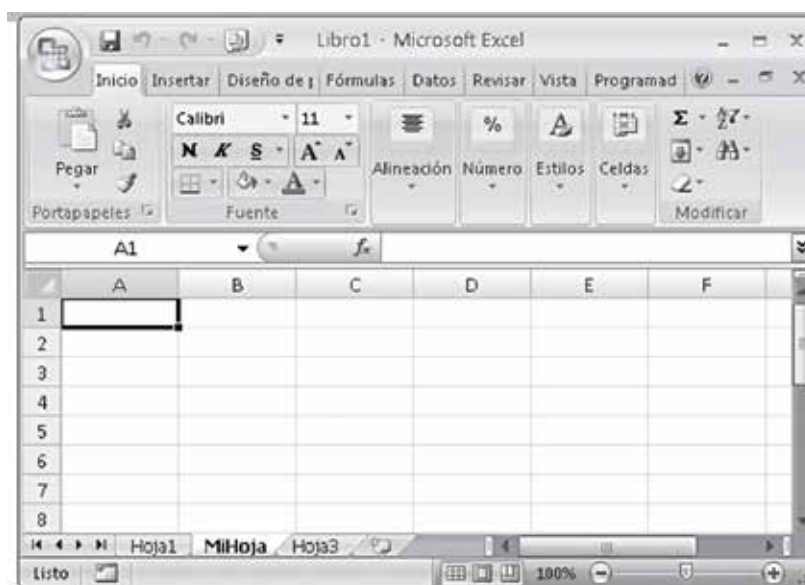 Libro1 - Microsoft Excel
Inicio Insertar Diseño de p Fórmulas Datos Revisar Vista Programad
Calibri 11
Pegar
N K S A A
Alineación Número Estilos Celdas
%
A
Σ
Portapapeles Fuente Modificar
A1 fx
A B C D E F
1
2
3
4
5
6
7
8
Hoja1 MiHoja Hoja3
Listo 100%